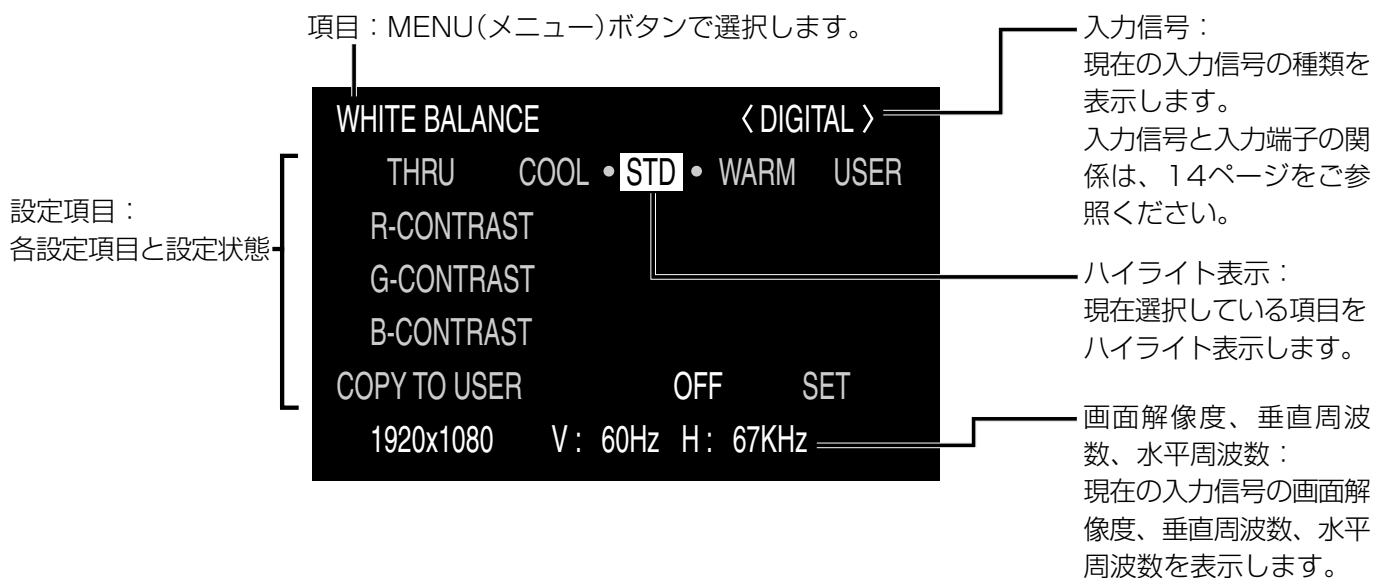 項目：MENU（メニュー）ボタンで選択します。
WHITE BALANCE 〈 DIGITAL 〉
THRU COOL • STD • WARM USER
R-CONTRAST
G-CONTRAST
B-CONTRAST
COPY TO USER OFF SET
1920x1080 V : 60Hz H : 67KHz
設定項目：
各設定項目と設定状態
入力信号：
現在の入力信号の種類を
表示します。
入力信号と入力端子の関
係は、14ページをご参
照ください。
ハイライト表示：
現在選択している項目を
ハイライト表示します。
画面解像度、垂直周波
数、水平周波数：
現在の入力信号の画面解
像度、垂直周波数、水平
周波数を表示します。